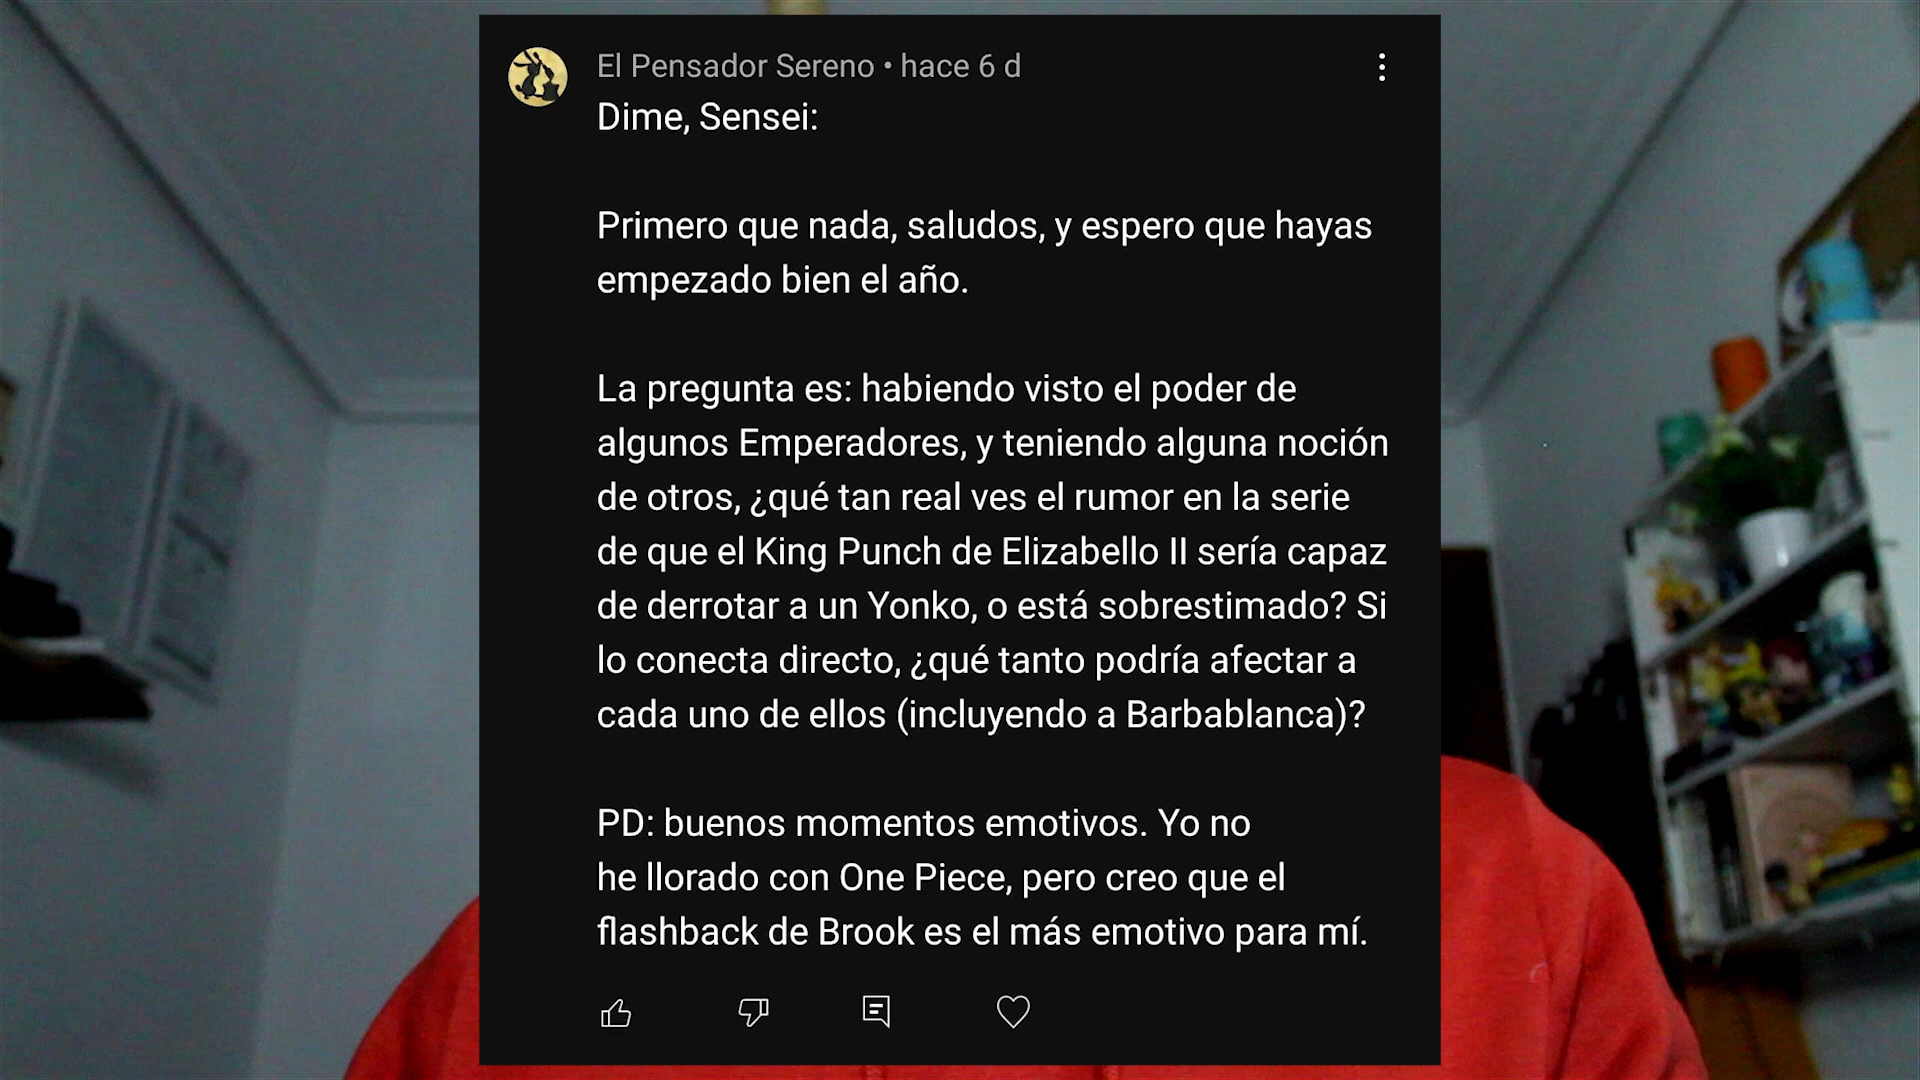 El Pensador Sereno • hace 6 d
Dime, Sensei:
Primero que nada, saludos, y espero que hayas
empezado bien el año.
La pregunta es: habiendo visto el poder de
algunos Emperadores, y teniendo alguna noción
de otros, ¿qué tan real ves el rumor en la serie
de que el King Punch de Elizabello II sería capaz
de derrotar a un Yonko, o está sobrestimado? Si
lo conecta directo, ¿qué tanto podría afectar a
cada uno de ellos (incluyendo a Barbablanca)?
PD: buenos momentos emotivos. Yo no
he llorado con One Piece, pero creo que el
flashback de Brook es el más emotivo para mí.